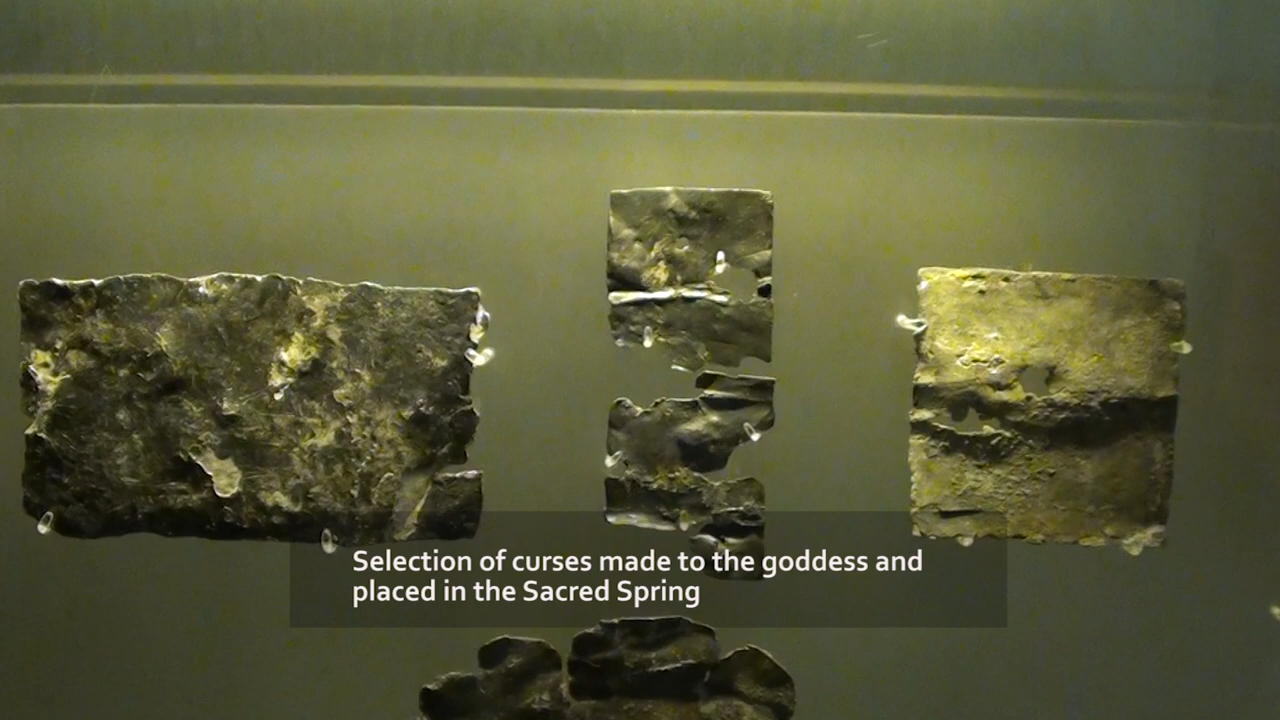 Selection of curses made to the goddess and
placed in the Sacred Spring